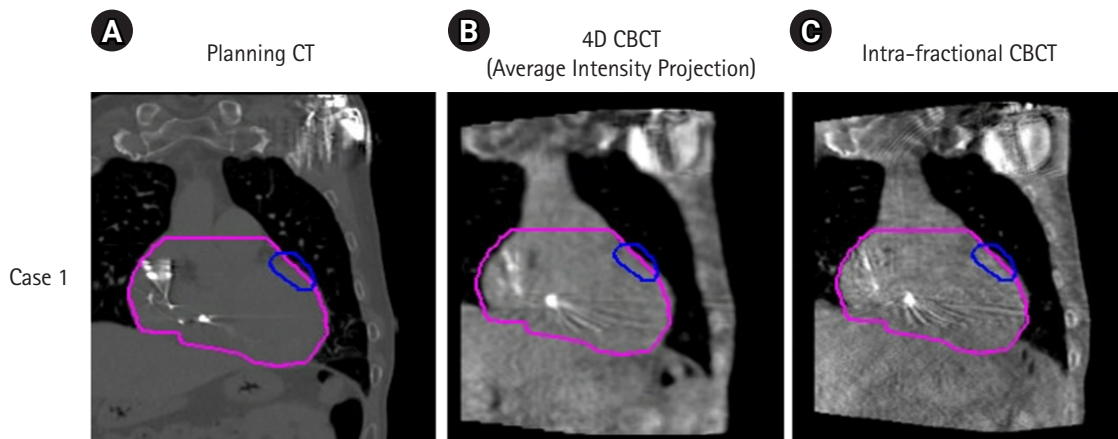 A
Planning CT
B
4D CBCT
(Average Intensity Projection)
C
Intra-fractional CBCT
Case 1